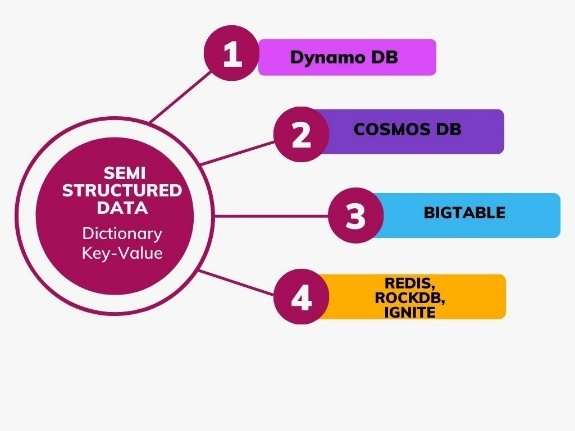 SEMI
STRUCTURED
DATA
Dictionary
Key-Value
1
Dynamo DB
2
COSMOS DB
3
BIGTABLE
4
REDIS,
ROCKDB,
IGNITE